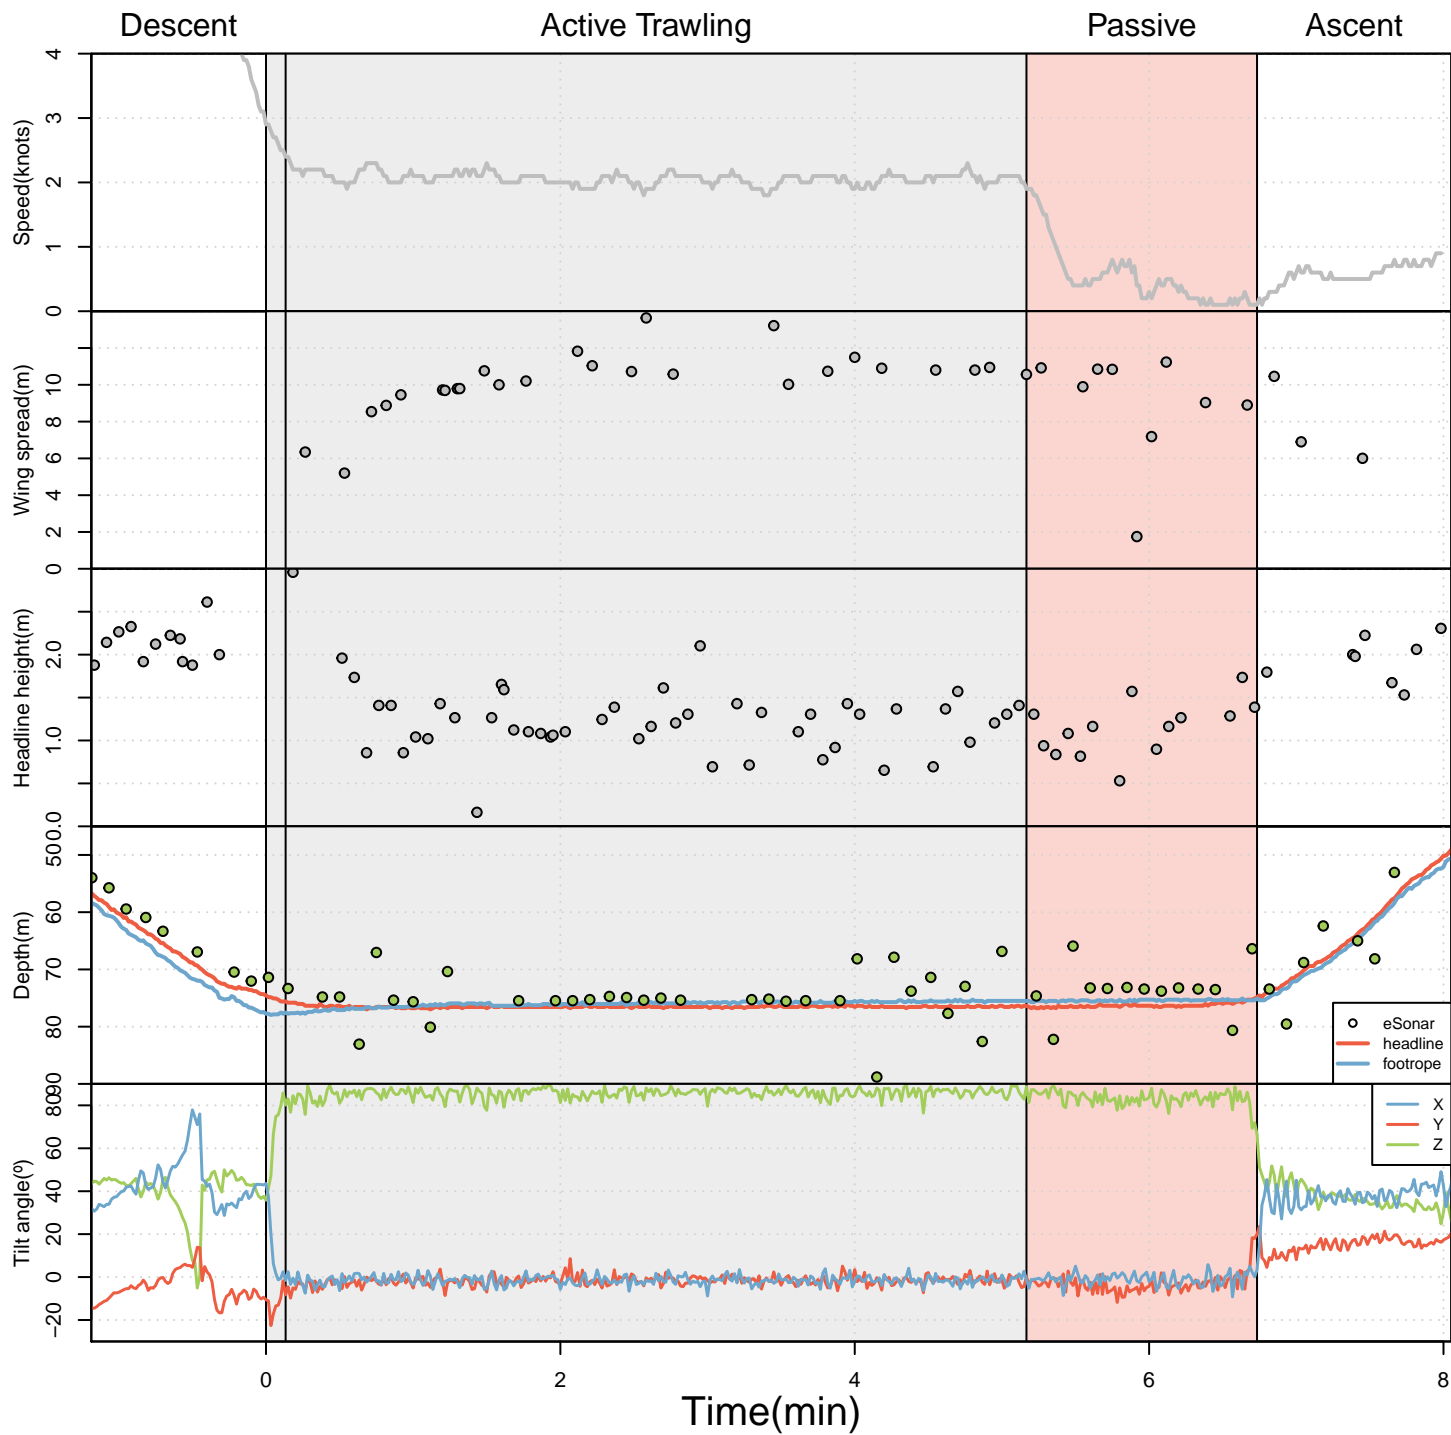 Descent Active Trawling Passive Ascent
Speed(knots)
4
3
2
1
0
Wing spread(m)
10
8
6
4
2
0
Headline height(m)
2.0
1.0
0.0
Depth(m)
50
60
70
80
90
eSonar
headline
footrope
Tilt angle(º)
80
60
40
20
0
−20
X
Y
Z
0 2 4 6 8
Time(min)